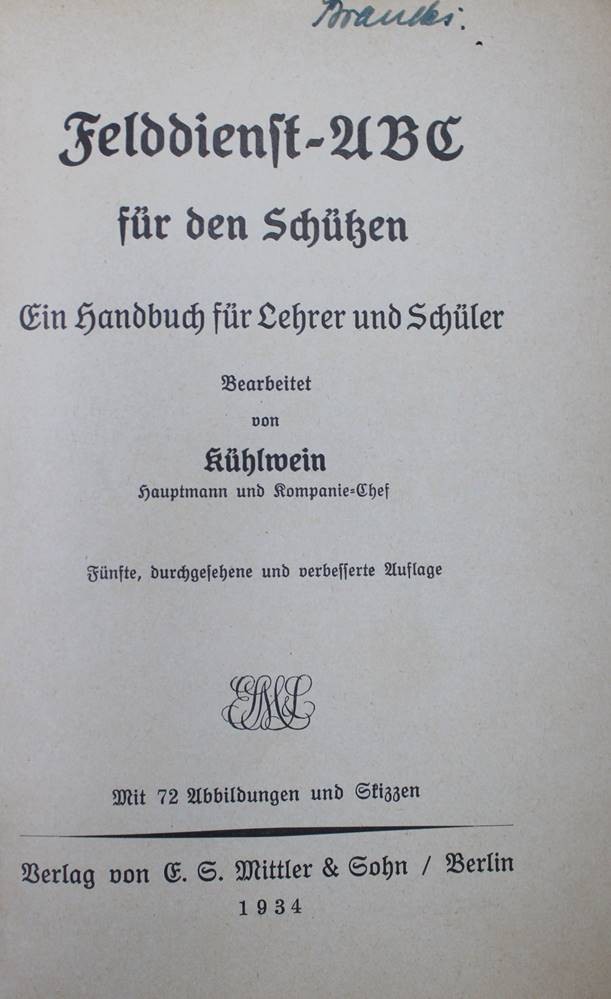 Felddienst-ABC
für den Schützen
Ein Handbuch für Lehrer und Schüler
Bearbeitet
von
Kühlwein
Hauptmann und Kompanie-Chef
Fünfte, durchgesehene und verbesserte Auflage
Mit 72 Abbildungen und Skizzen
Verlag von E. S. Mittler & Sohn / Berlin
1934